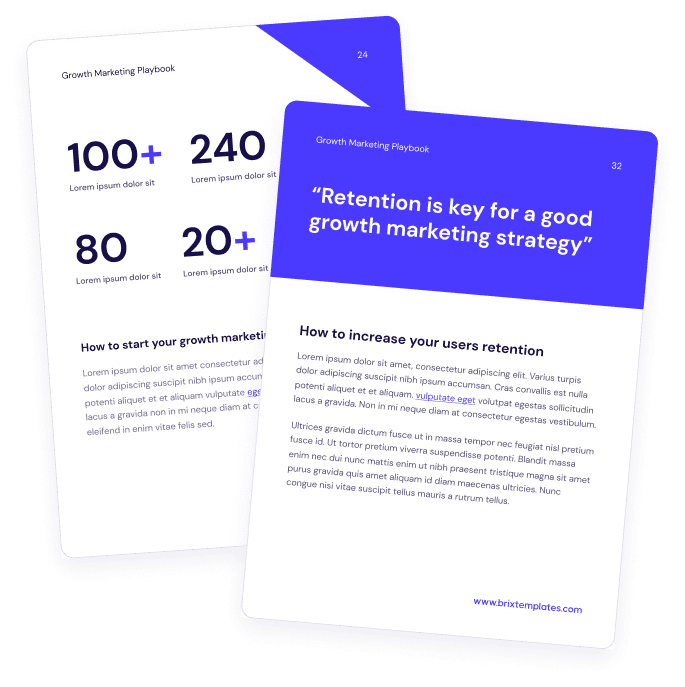 Growth Marketing Playbook
24
100+
240
Lorem ipsum dolor sit
Lorem ipsum dolor sit
80
20+
Lorem ipsum dolor sit
Lorem ipsum dolor sit
How to start your growth
Lorem ipsum dolor sit amet consectetur
dolor adipiscing suscipit nibh ipsum
potenti aliquet et et aliquam vulputate
lacus a gravida non in mi neque diam at
eleifend in enim vitae felis sed.
Growth Marketing Playbook
32
“Retention is key for a good
growth marketing strategy”
How to increase your users retention
Lorem ipsum dolor sit amet, consectetur adipiscing elit. Varius turpis
dolor adipiscing suscipit nibh ipsum accumsan. Cras convallis est nulla
potenti aliquet et et aliquam, vulputate eget volutpat egestas sollicitudin
lacus a gravida. Non in mi neque diam at consectetur egestas vestibulum.
Ultrices gravida dictum fusce ut in massa tempor nec feugiat nisl pretium
fusce id. Ut tortor pretium viverra suspendisse potenti. Blandit massa
enim nec dui nunc mattis enim ut nibh praesent tristique magna sit amet
purus gravida quis amet aliquam id diam maecenas ultricies. Nunc
congue nisi vitae suscipit tellus mauris a rutrum tellus.
www.brixtemplates.com